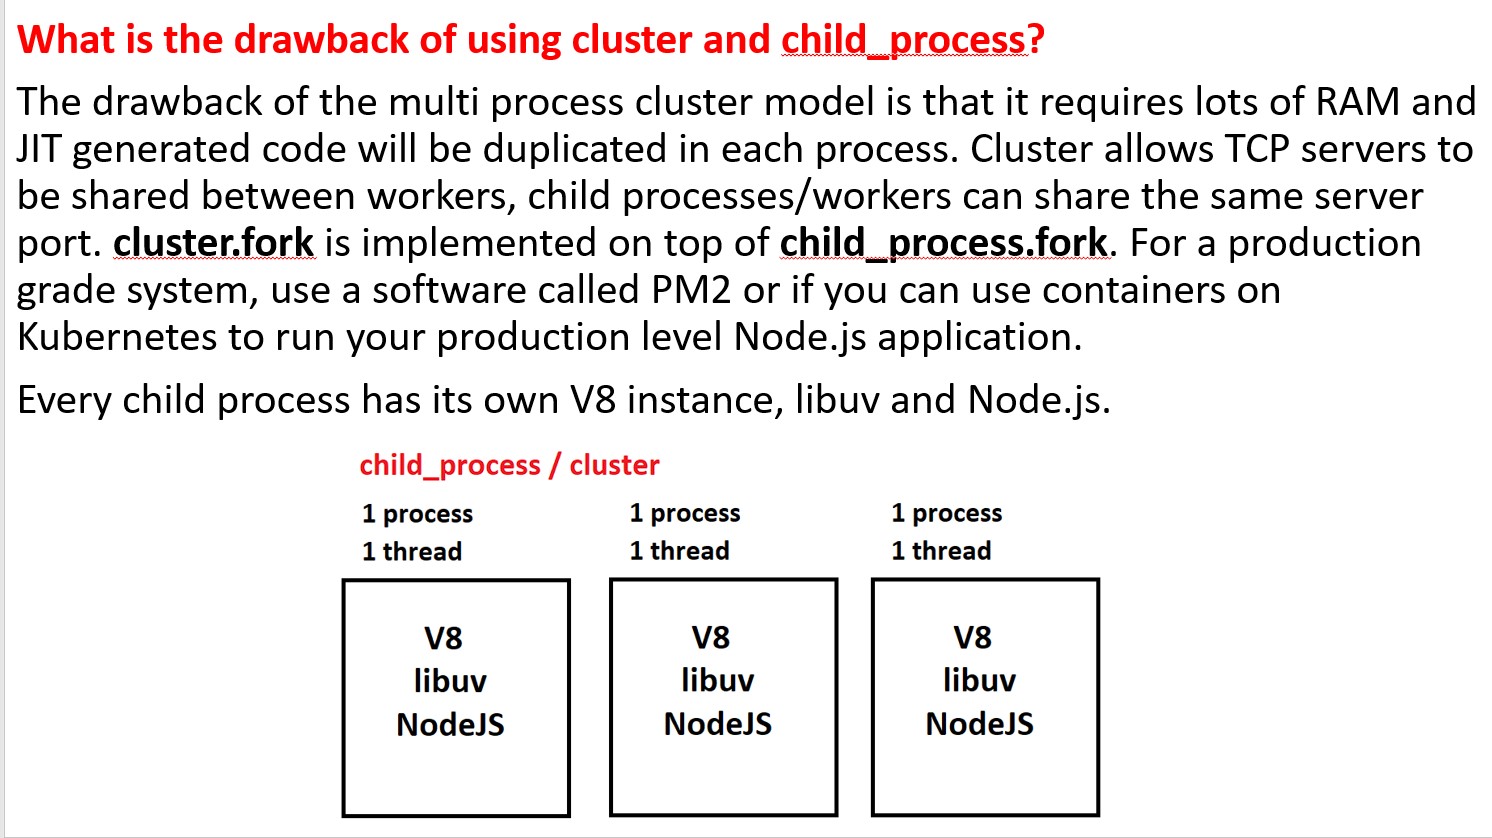 What is the drawback of using cluster and child_process?
The drawback of the multi process cluster model is that it requires lots of RAM and
JIT generated code will be duplicated in each process. Cluster allows TCP servers to
be shared between workers, child processes/workers can share the same server
port. cluster.fork is implemented on top of child_process.fork. For a production
grade system, use a software called PM2 or if you can use containers on
Kubernetes to run your production level Node.js application.
Every child process has its own V8 instance, libuv and Node.js.
child_process / cluster
1 process
1 thread
V8
libuv
NodeJS
1 process
1 thread
V8
libuv
NodeJS
1 process
1 thread
V8
libuv
NodeJS